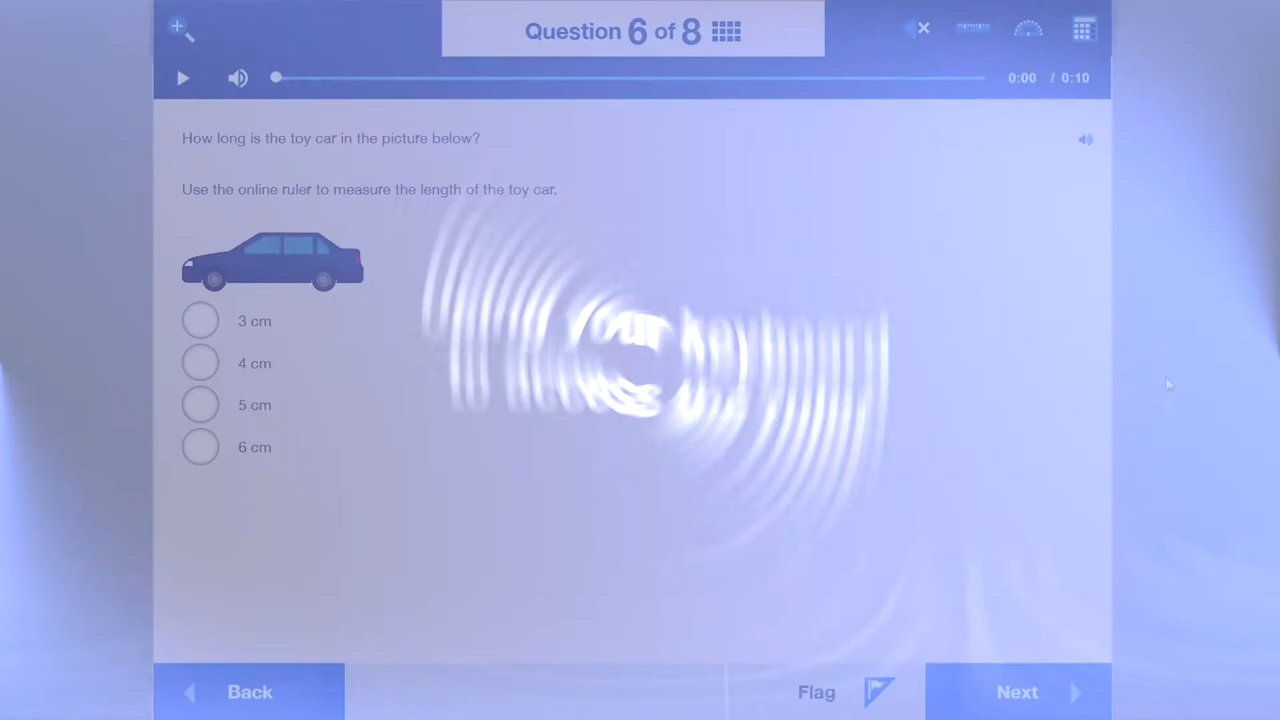 Question 6 of 8
0:00 / 0:10
How long is the toy car in the picture below?
Use the online ruler to measure the length of the toy car.
3 cm
4 cm
5 cm
6 cm
Back
Flag
Next